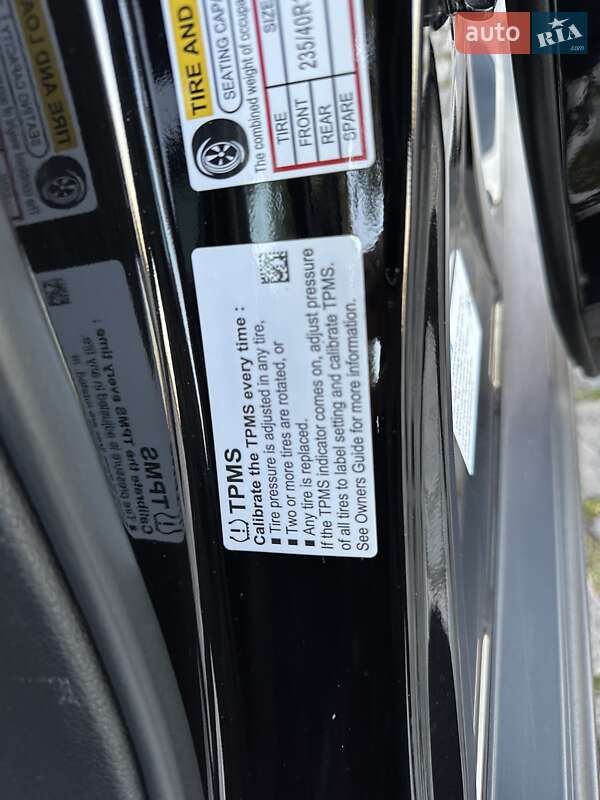 auto
RIA
.com
TIRE AND
SEATING CAP
The combined weight of occupa
TIRE
SIZE
FRONT
235/40R
REAR
SPARE
TPMS
Calibrate the TPMS every time :
■ Tire pressure is adjusted in any tire,
■ Two or more tires are rotated, or
■ Any tire is replaced.
If the TPMS indicator comes on, adjust pressure
of all tires to label setting and calibrate TPMS.
See Owners Guide for more information.